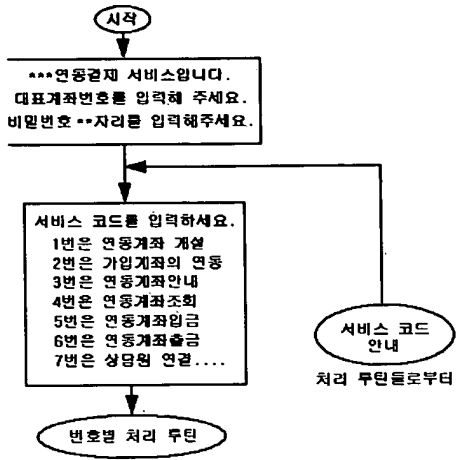 시작
***연동결제 서비스입니다.
대표계좌번호를 입력해 주세요.
비밀번호 **자리를 입력해주세요.
서비스 코드를 입력하세요.
1번은 연동계좌 개설
2번은 가입계좌의 연동
3번은 연동계좌안내
4번은 연동계좌조회
5번은 연동계좌입금
6번은 연동계좌출금
7번은 상담원 연결....
번호별 처리 루틴
서비스 코드
안내
처리 루틴들로부터